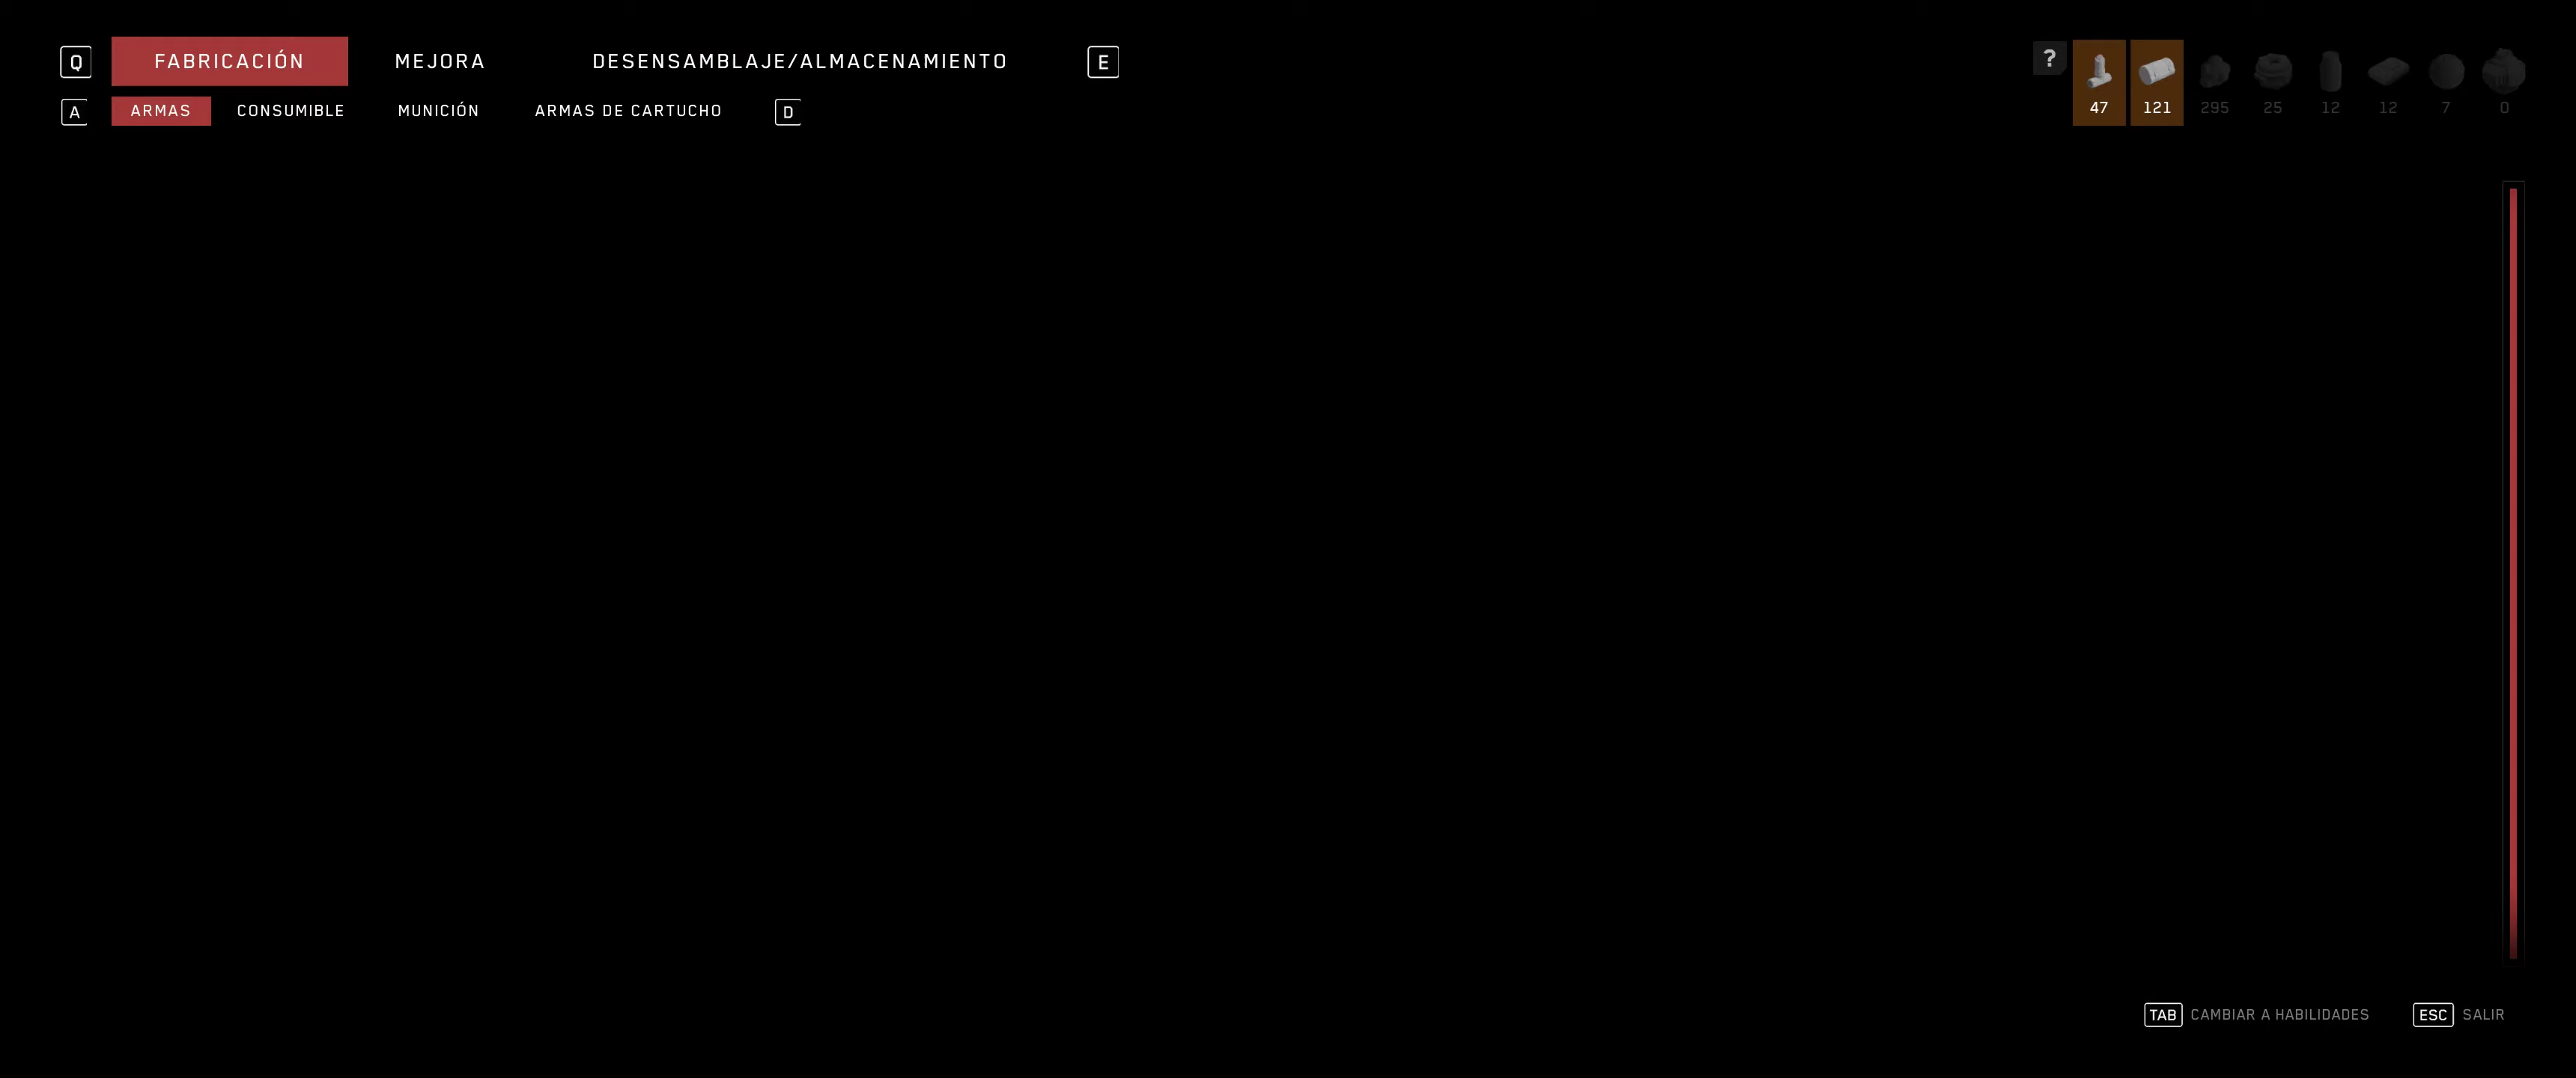 Q FABRICACIÓN MEJORA DESENSAMBLAJE/ALMACENAMIENTO E
A ARMAS CONSUMIBLE MUNICIÓN ARMAS DE CARTUCHO D
?
47 121 295 25 12 12 7 0
TAB CAMBIAR A HABILIDADES ESC SALIR